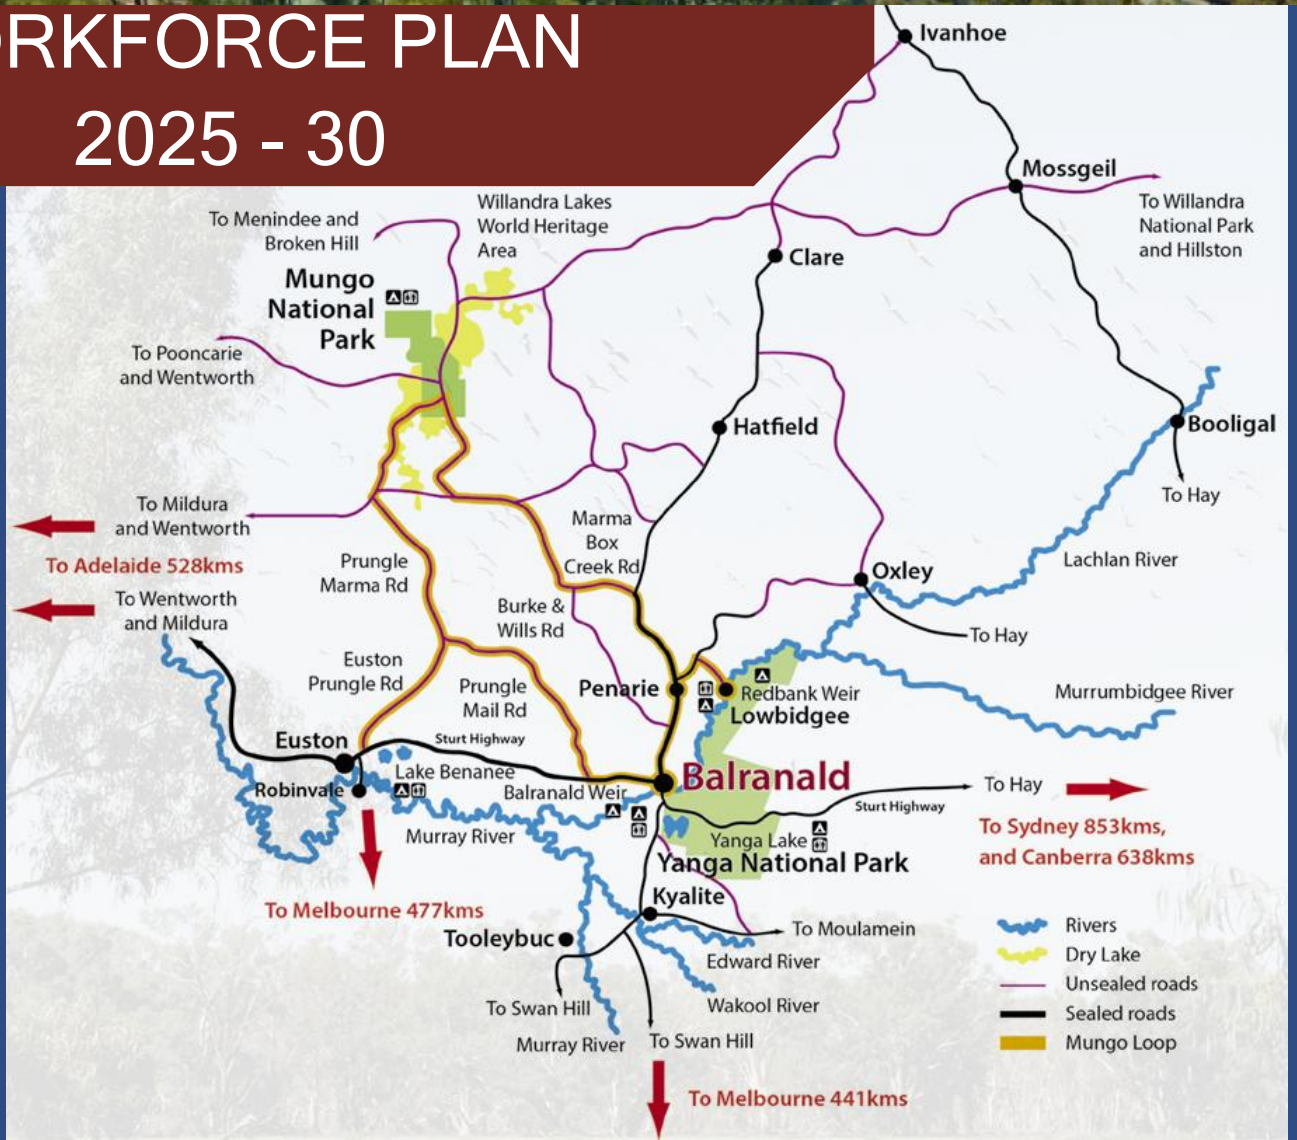 RKFORCE PLAN
2025 - 30
Ivanhoe
Mossgeil
To Willandra
National Park
and Hillston
Willandra Lakes
World Heritage
Area
To Menindee and
Broken Hill
Clare
Mungo
National
Park
To Pooncarie
and Wentworth
Hatfield
Booligal
To Hay
To Mildura
and Wentworth
Marma
Box
Creek Rd
Lachlan River
To Adelaide 528kms
Prungle
Marma Rd
Oxley
To Wentworth
and Mildura
Burke &
Wills Rd
To Hay
Euston
Prungle Rd
Prungle
Mail Rd
Penarie
Redbank Weir
Lowbidgee
Murrumbidgee River
Euston
Sturt Highway
Robinvale
Lake Benanee
Balranald Weir
Balranald
To Hay
Sturt Highway
Murray River
Yanga Lake
Yanga National Park
To Sydney 853kms,
and Canberra 638kms
Kyalite
To Melbourne 477kms
Tooleybuc
To Moulamein
Edward River
Wakool River
To Swan Hill
Murray River
To Swan Hill
To Melbourne 441kms
Rivers
Dry Lake
Unsealed roads
Sealed roads
Mungo Loop